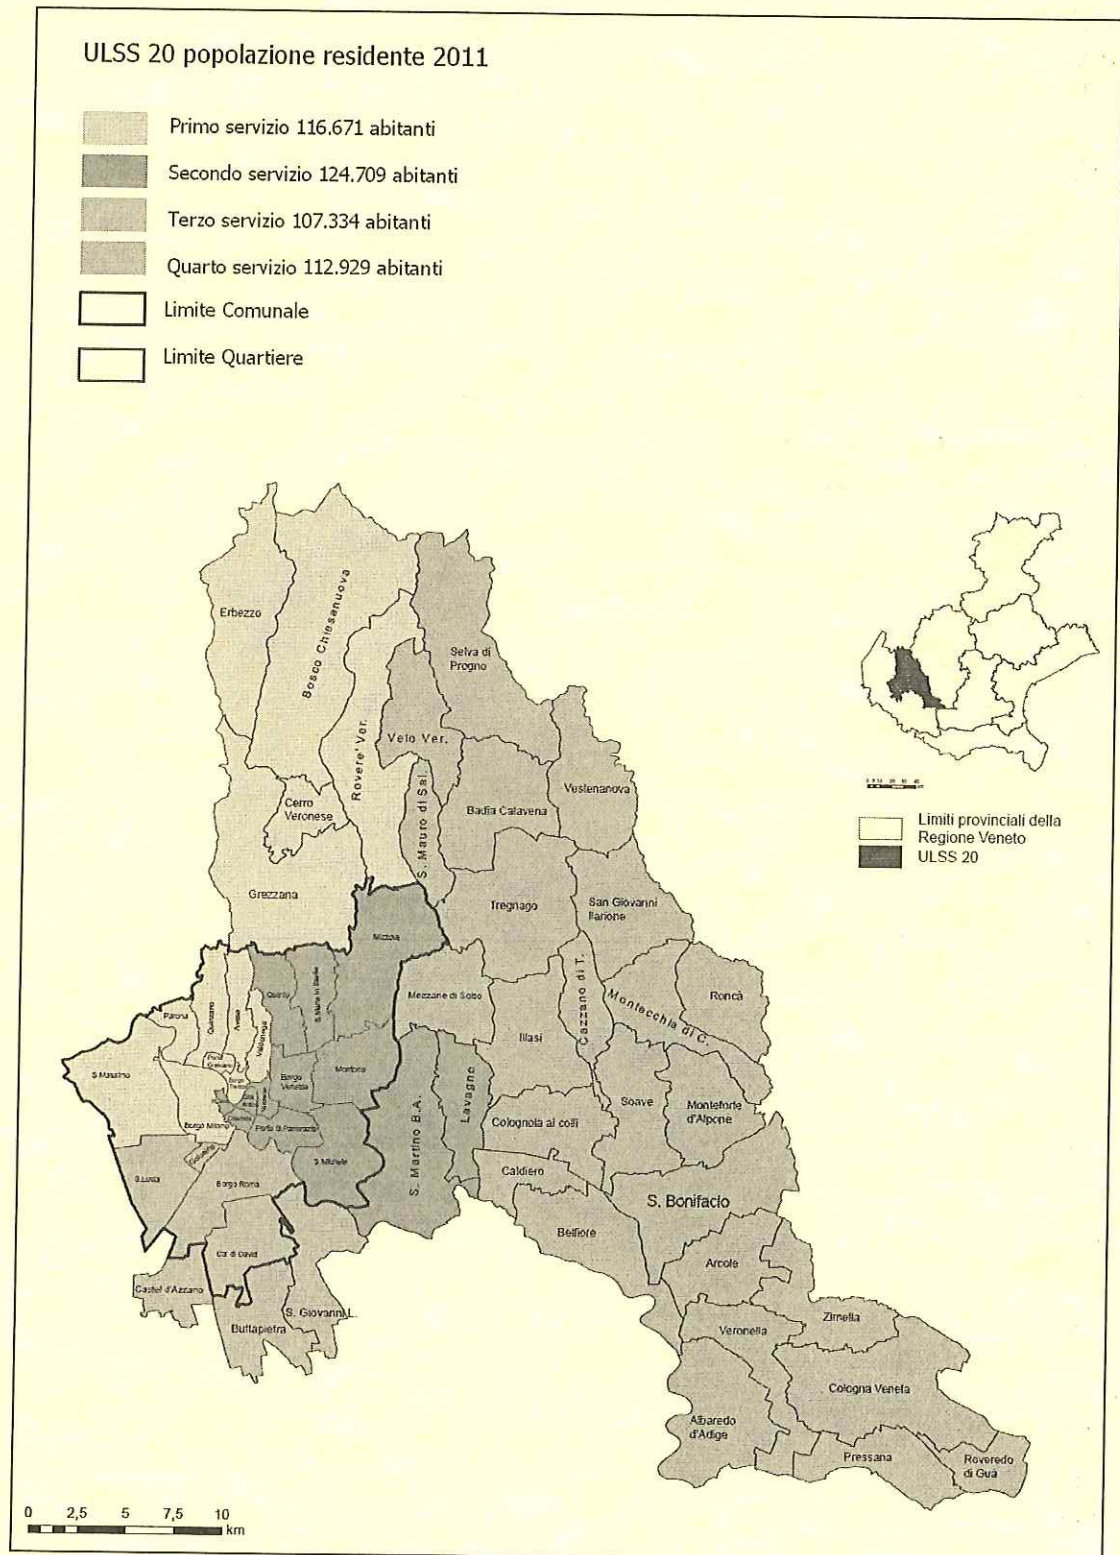 ULSS 20 popolazione residente 2011
Primo servizio 116.671 abitanti
Secondo servizio 124.709 abitanti
Terzo servizio 107.334 abitanti
Quarto servizio 112.929 abitanti
Limite Comunale
Limite Quartiere
Erbezzo
Bosco Chiesanuova
Selva di
Progno
Rovere' Ver.
Velo Ver.
Vestenanova
Cerro
Veronese
S. Mauro di Sal.
Badia Calavena
Limiti provinciali della
Regione Veneto
ULSS 20
Grezzana
Tregnago
San Giovanni
Ilarione
Mizzole
Quinto
Quinzano
Avesa
Parona
Valdonega
Mezzane di Sotto
Cazzano di T.
Montecchia di C.
Roncà
Illasi
S.Massimo
Borgo
Venezia
Montorio
Lavagno
Soave
Monteforte
d'Alpone
Borgo Milano
S. Martino B.A.
Colognola ai colli
S.Michele
Caldiero
S.Lucia
Borgo Roma
S. Bonifacio
Belfiore
Ca' di David
Arcole
Castel d'Azzano
S. Giovanni L.
Buttapietra
Veronella
Zimella
Cologna Veneta
Albaredo
d'Adige
Pressana
Roveredo
di Guà
0 2,5 5 7,5 10
km